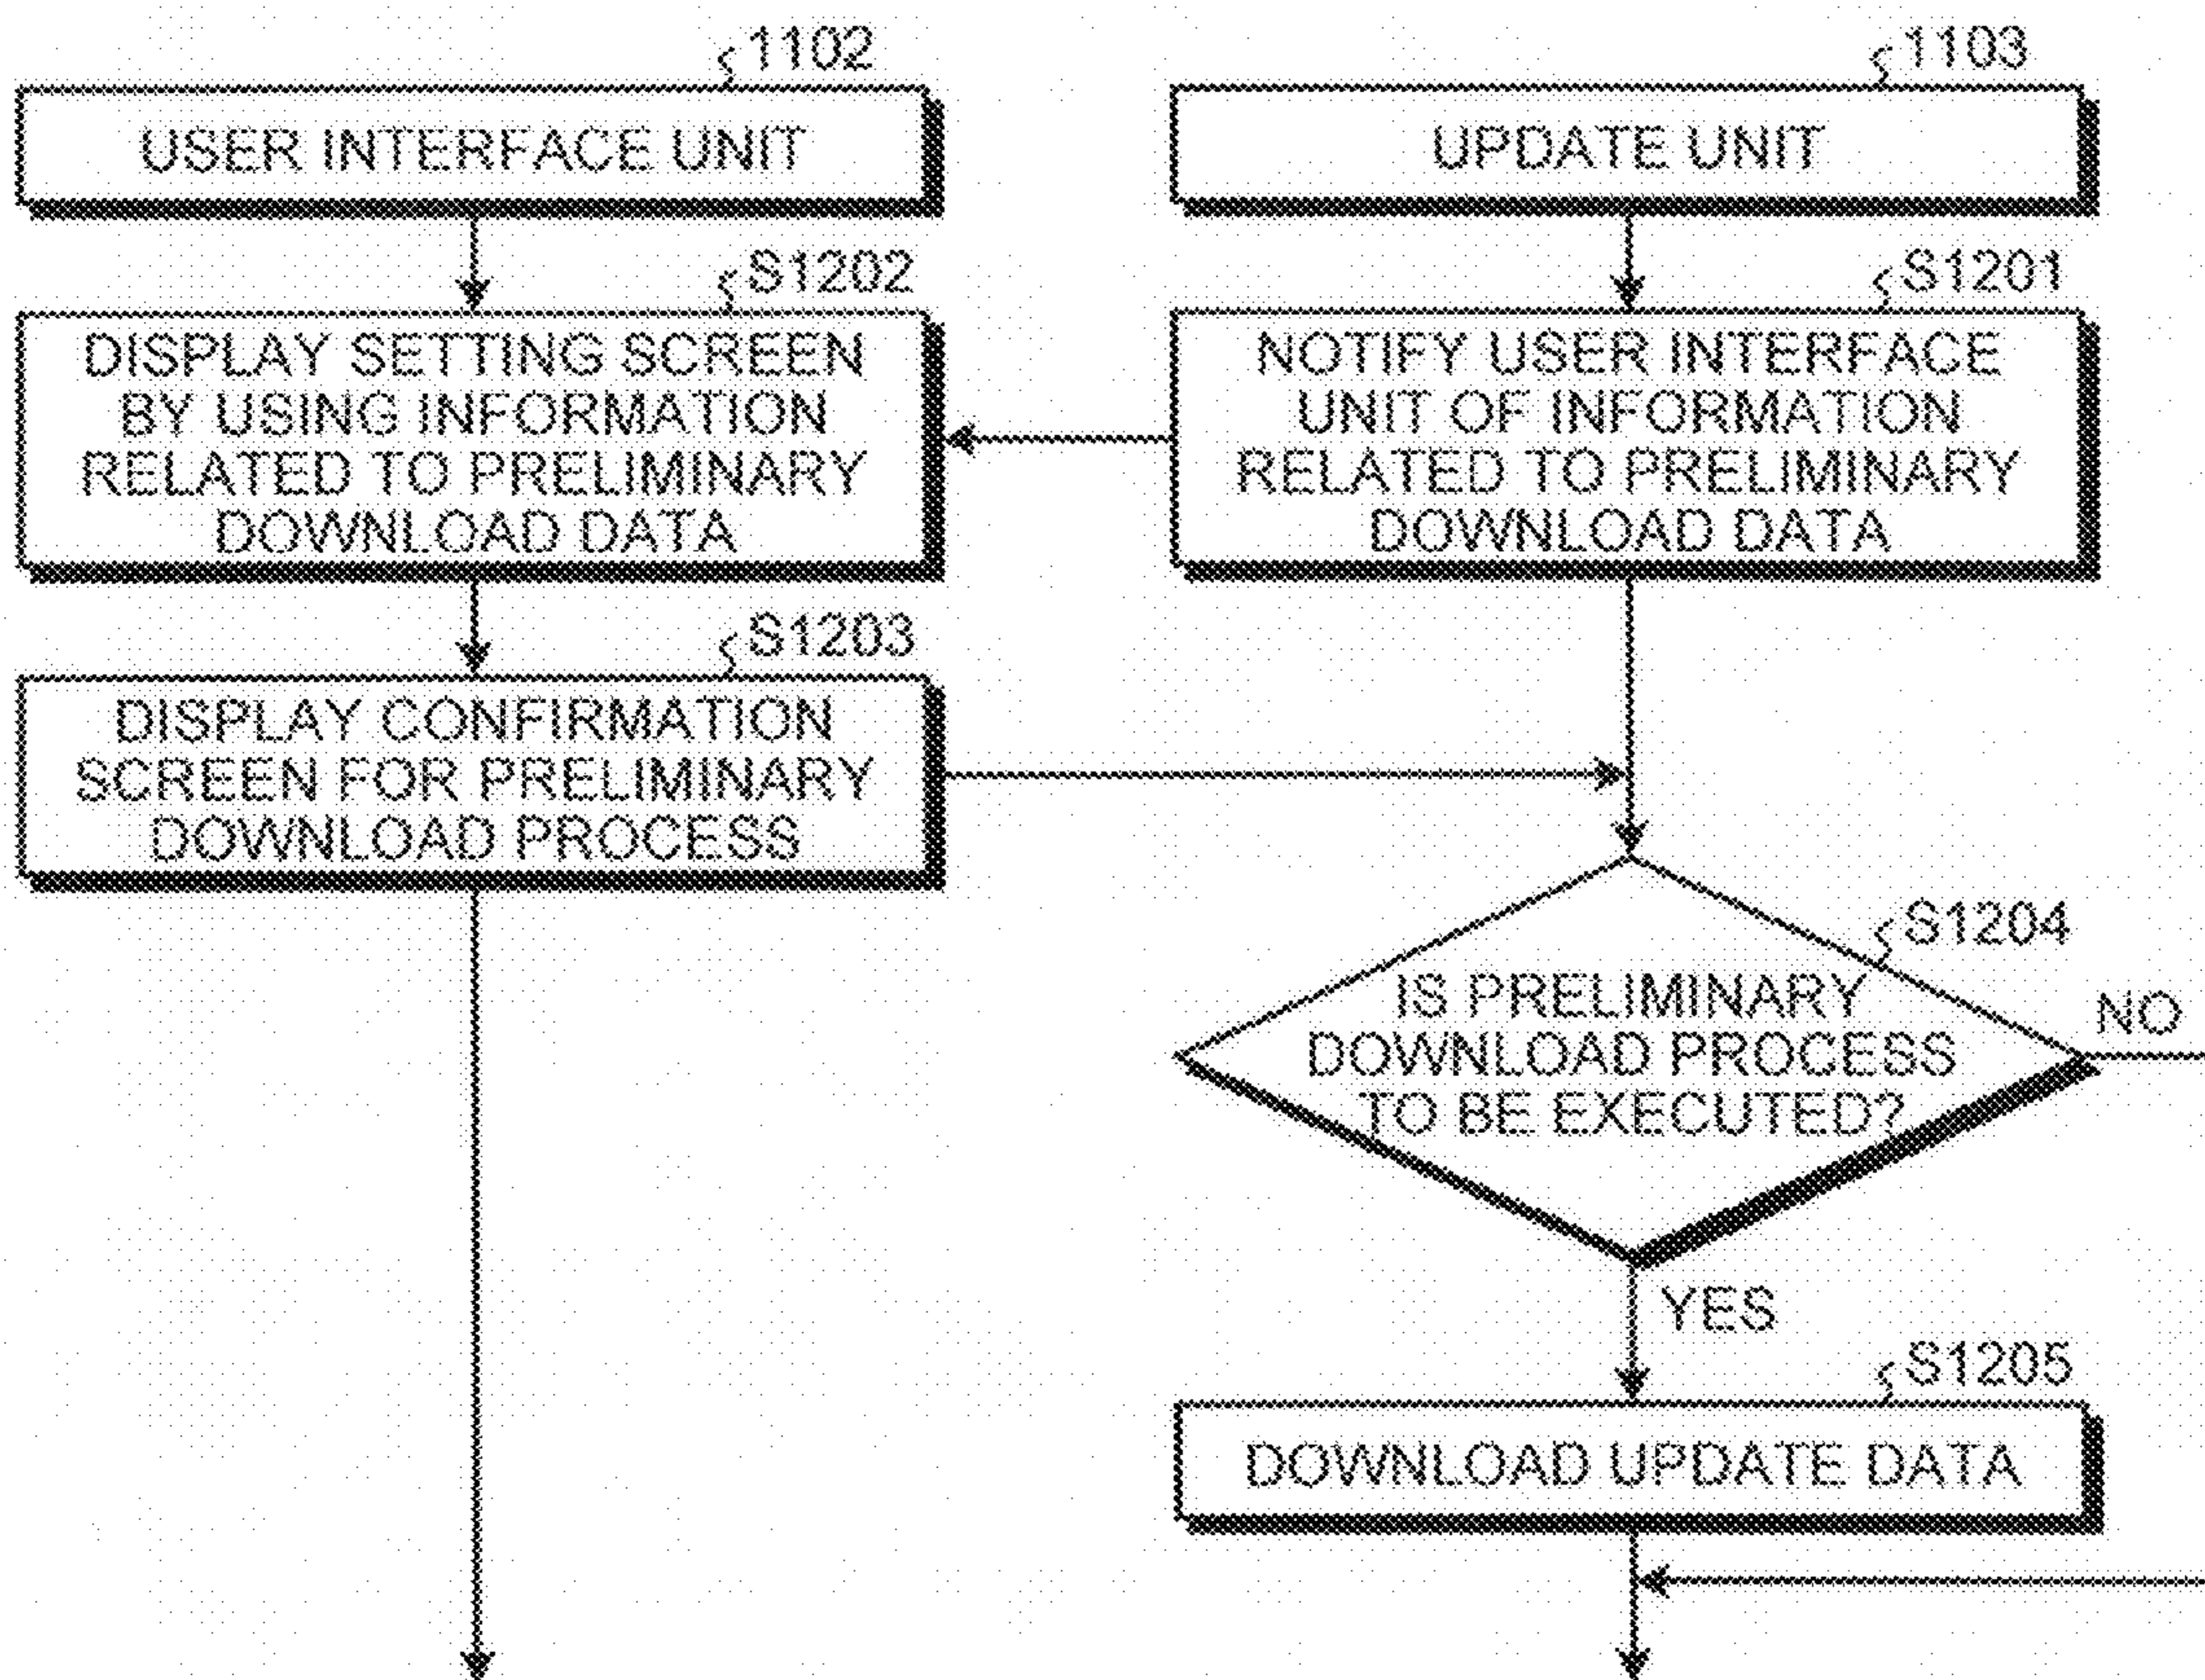 1102
USER INTERFACE UNIT
S1202
DISPLAY SETTING SCREEN
BY USING INFORMATION
RELATED TO PRELIMINARY
DOWNLOAD DATA
S1203
DISPLAY CONFIRMATION
SCREEN FOR PRELIMINARY
DOWNLOAD PROCESS
1103
UPDATE UNIT
S1201
NOTIFY USER INTERFACE
UNIT OF INFORMATION
RELATED TO PRELIMINARY
DOWNLOAD DATA
S1204
IS PRELIMINARY
DOWNLOAD PROCESS
TO BE EXECUTED?
NO
YES
S1205
DOWNLOAD UPDATE DATA